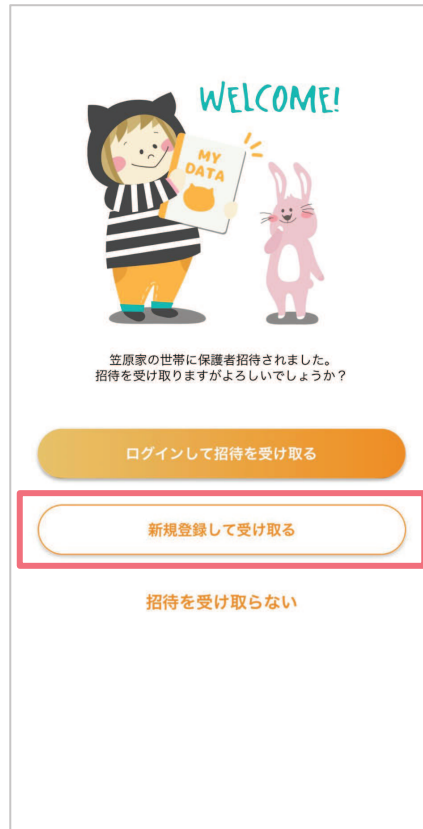 WELCOME!
MY
DATA
笠原家の世帯に保護者招待されました。
招待を受け取りますがよろしいでしょうか？
ログインして招待を受け取る
新規登録して受け取る
招待を受け取らない